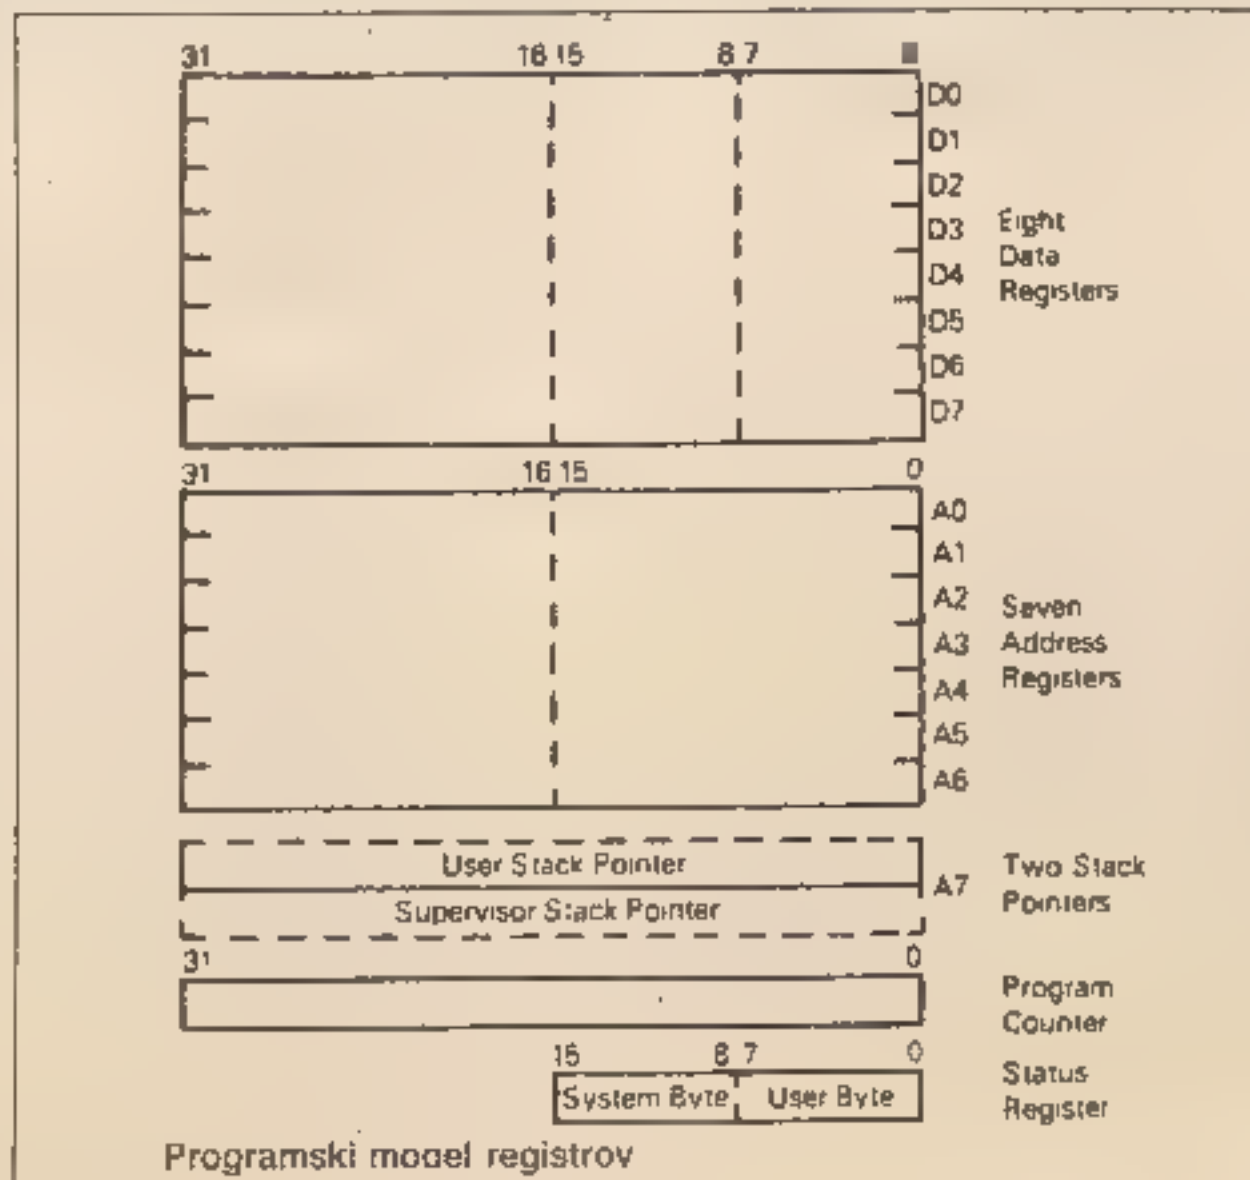 31 16 15 8 7
D0
D1
D2
D3
D4
D5
D6
D7
Eight
Data
Registers
31 16 15 0
A0
A1
A2
A3
A4
A5
A6
Seven
Address
Registers
User Stack Pointer
Supervisor Stack Pointer
A7
Two Stack
Pointers
31 0
Program
Counter
15 8 7 0
System Byte User Byte
Status
Register
Programski model registrov